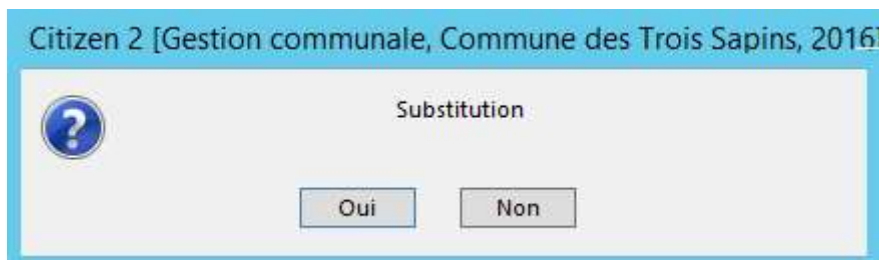 Citizen 2 [Gestion communale, Commune des Trois Sapins, 2016]
?
Substitution
Oui Non